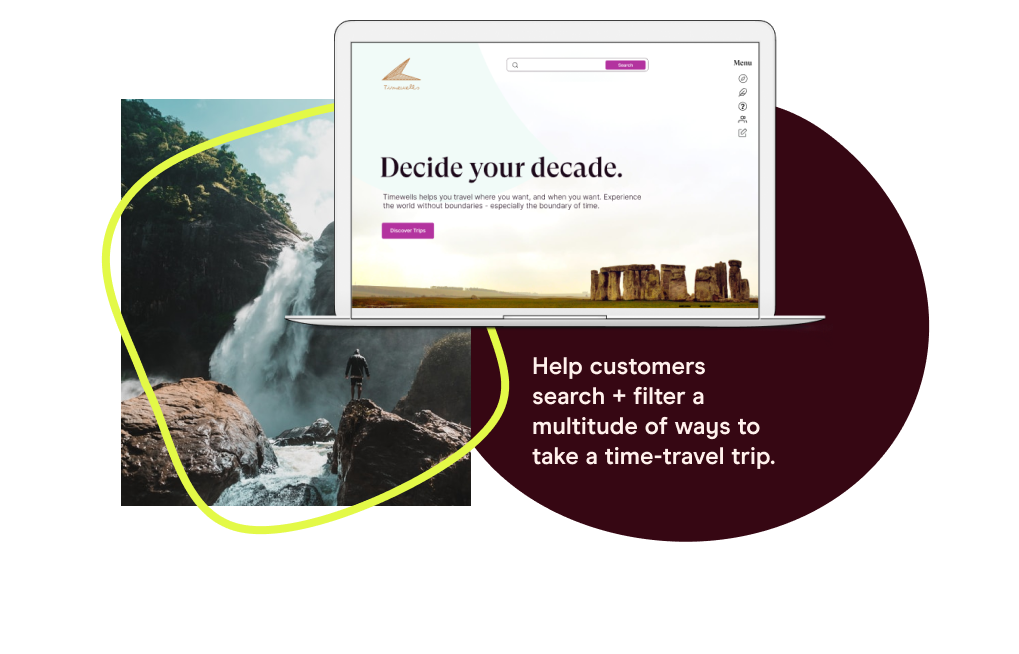 Timewells
Search
Menu
Decide your decade.
Timewells helps you travel where you want, and when you want. Experience
the world without boundaries - especially the boundary of time.
Discover Trips
Help customers
search + filter a
multitude of ways to
take a time-travel trip.